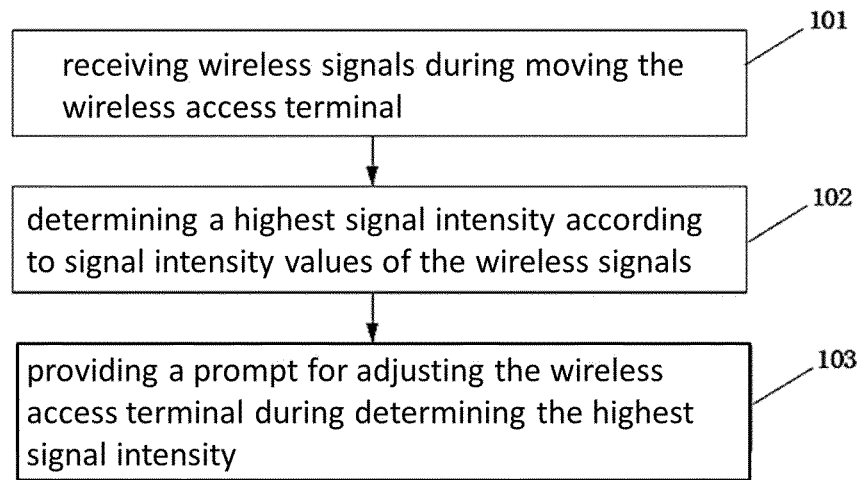 101
receiving wireless signals during moving the
wireless access terminal
102
determining a highest signal intensity according
to signal intensity values of the wireless signals
103
providing a prompt for adjusting the wireless
access terminal during determining the highest
signal intensity